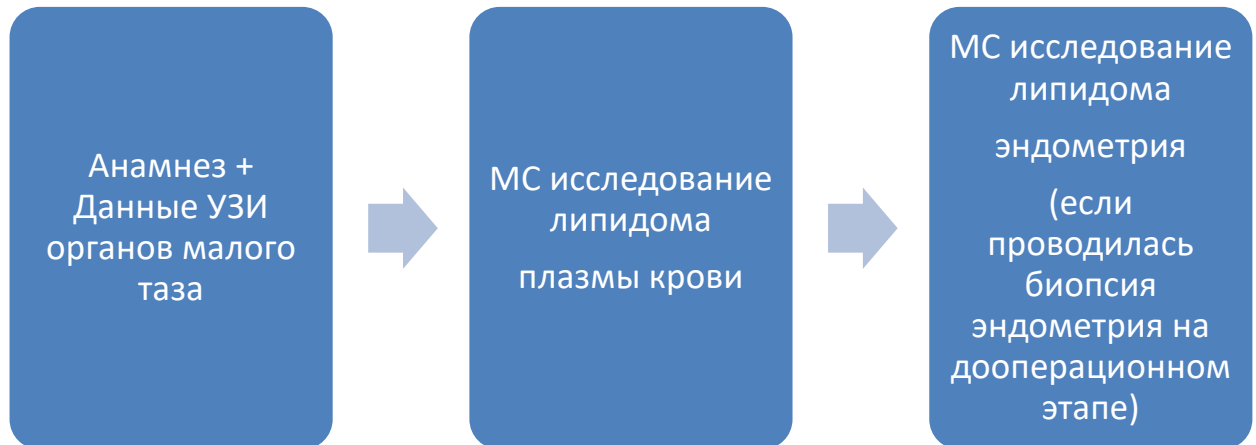 Анамнез +
Данные УЗИ
органов малого
таза
МС исследование
липидома
плазмы крови
МС исследование
липидома
эндометрия
(если
проводилась
биопсия
эндометрия на
дооперационном
этапе)